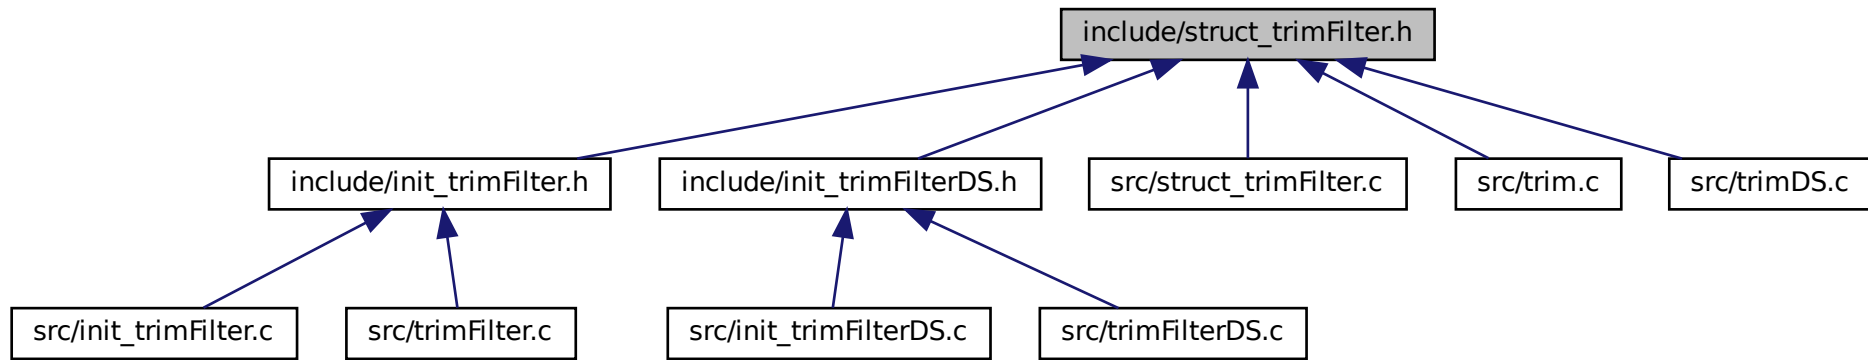 include/struct_trimFilter.h
include/init_trimFilter.h
include/init_trimFilterDS.h
src/struct_trimFilter.c
src/trim.c
src/trimDS.c
src/init_trimFilter.c
src/trimFilter.c
src/init_trimFilterDS.c
src/trimFilterDS.c